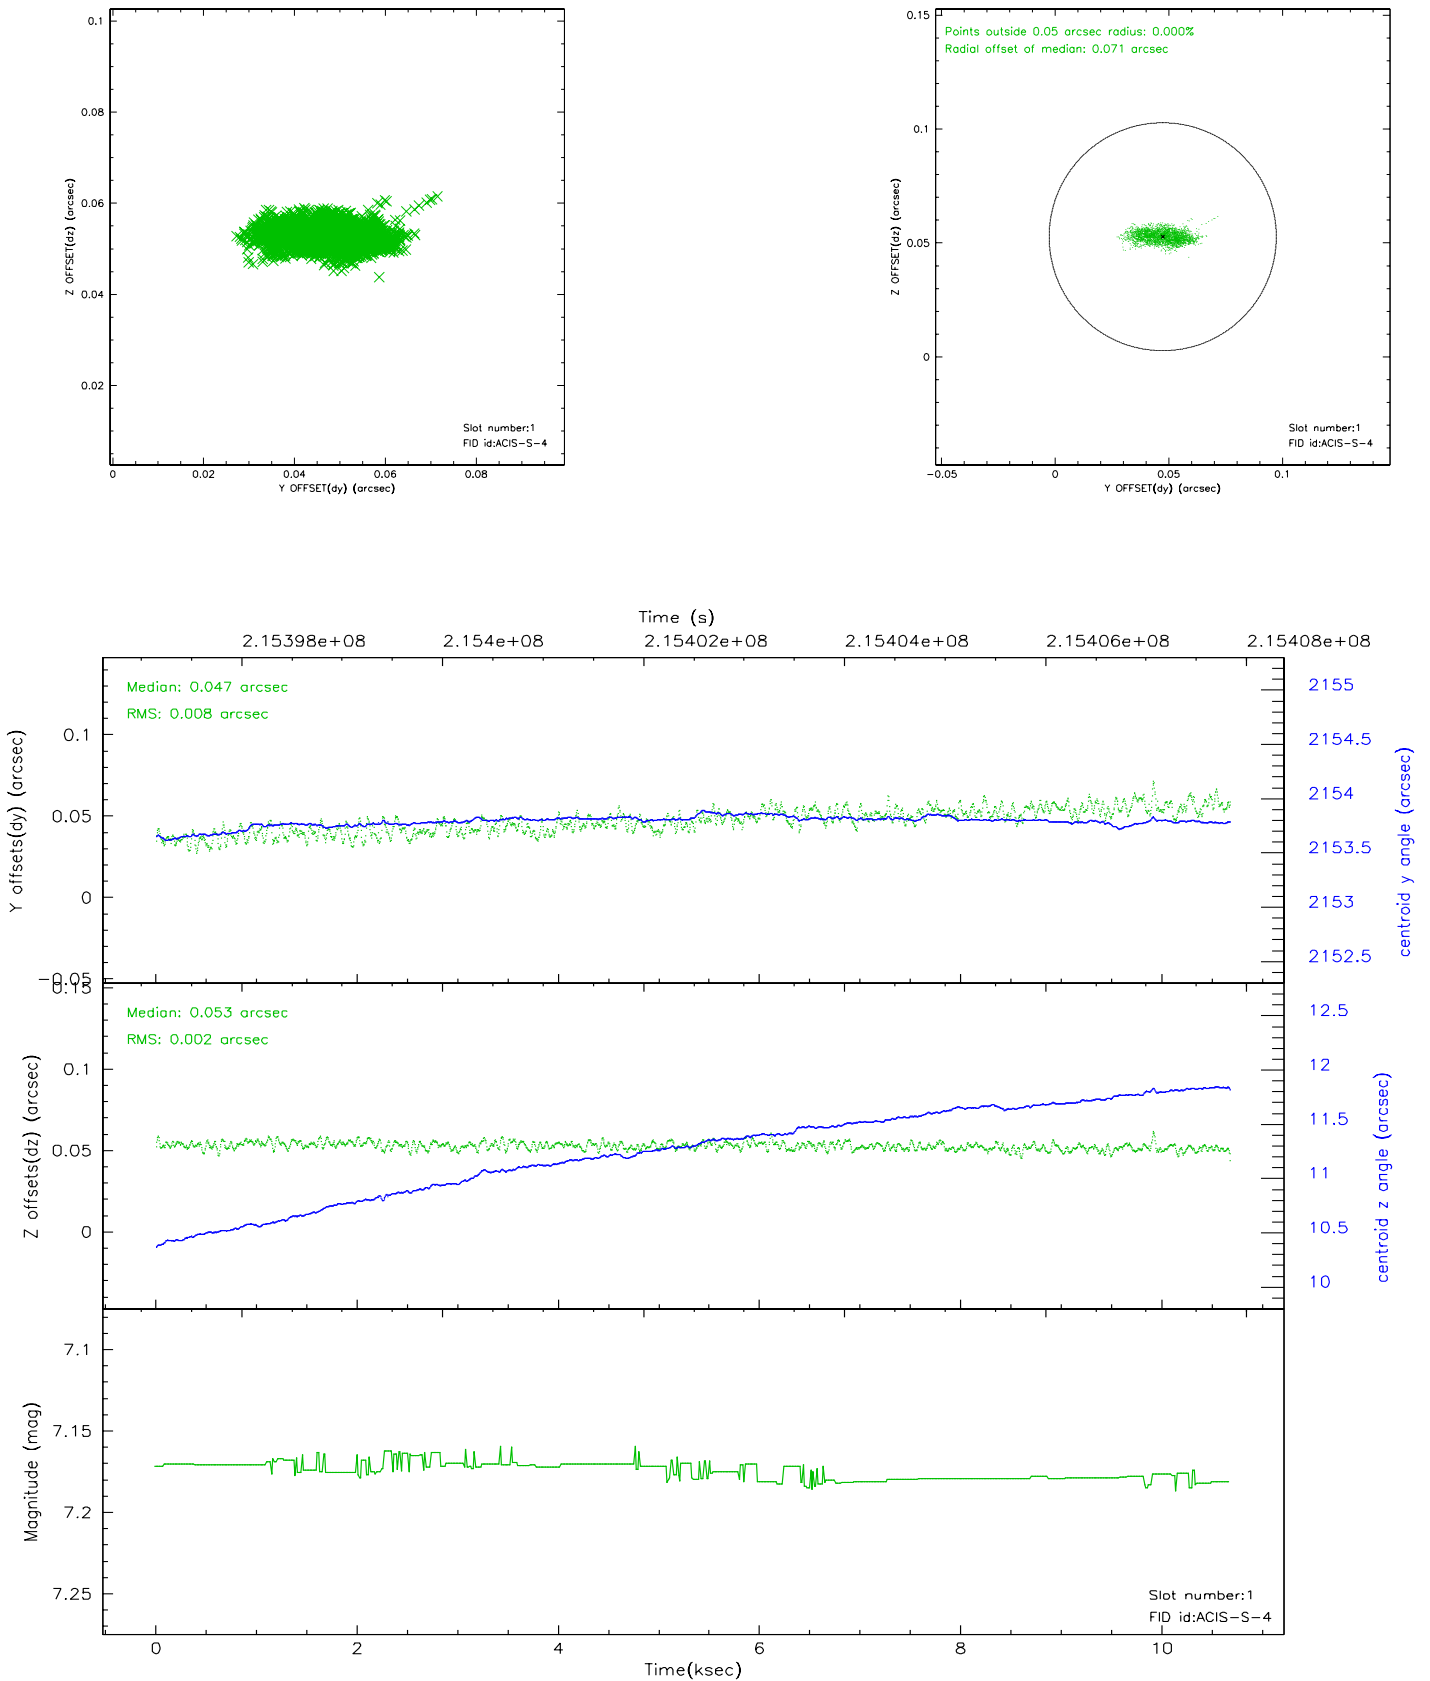 0.1
0.08
0.06
0.04
0.02
Z OFFSET(dz) (arcsec)
Slot number:1
FID id:ACIS-S-4
0 0.02 0.04 0.06 0.08
Y OFFSET(dy) (arcsec)
0.15
Points outside 0.05 arcsec radius: 0.000%
Radial offset of median: 0.071 arcsec
0.1
0.05
0
Z OFFSET(dz) (arcsec)
Slot number:1
FID id:ACIS-S-4
-0.05 0 0.05 0.1
Y OFFSET(dy) (arcsec)
Time (s)
2.15398e+08 2.154e+08 2.15402e+08 2.15404e+08 2.15406e+08 2.15408e+08
Median: 0.047 arcsec
RMS: 0.008 arcsec
0.1
0.05
0
-0.05
Y offsets(dy) (arcsec)
2155
2154.5
2154
2153.5
2153
2152.5
centroid y angle (arcsec)
0.15
Median: 0.053 arcsec
RMS: 0.002 arcsec
0.1
0.05
0
Z offsets(dz) (arcsec)
12.5
12
11.5
11
10.5
10
centroid z angle (arcsec)
7.1
7.15
7.2
7.25
Magnitude (mag)
Slot number:1
FID id:ACIS-S-4
0 2 4 6 8 10
Time(ksec)